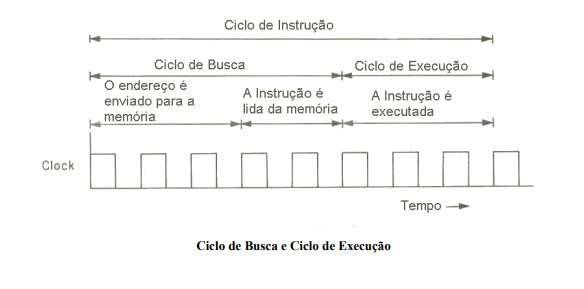 Ciclo de Instrução
Ciclo de Busca
Ciclo de Execução
O endereço é
enviado para a
memória
A Instrução é
lida da memória
A Instrução é
executada
Clock
Tempo
Ciclo de Busca e Ciclo de Execução